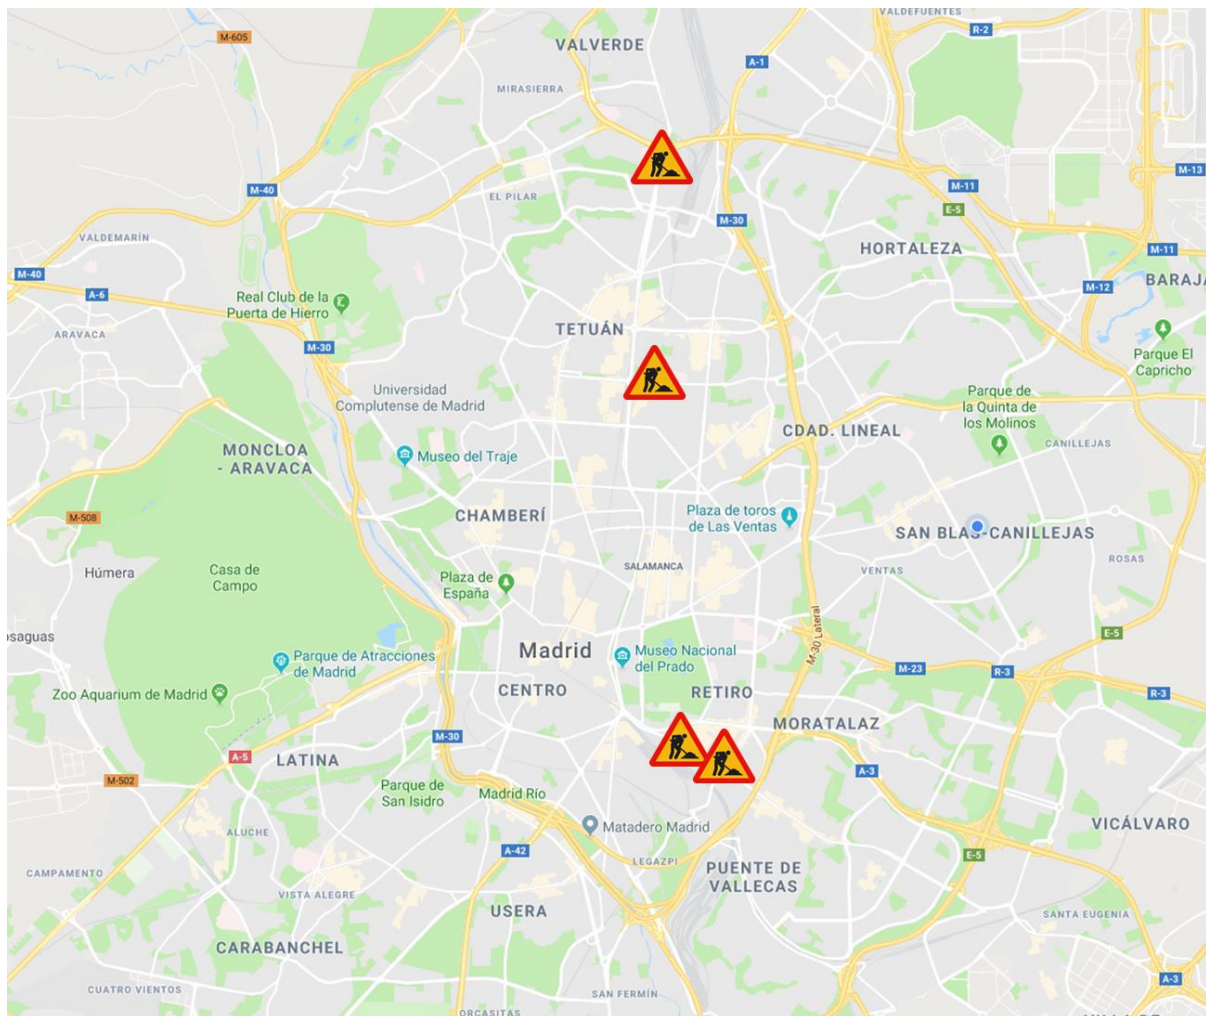 VALDEFUENTES
R-2
M-605
VALVERDE
A-1
MIRASIERRA
M-13
M-40
M-11
EL PILAR
E-5
M-30
VALDEMARÍN
HORTALEZA
M-11
M-40
A-6
Real Club de la
Puerta de Hierro
M-12
BARAJA
ARAVACA
TETUÁN
M-30
Parque El
Capricho
Universidad
Complutense de Madrid
Parque de
la Quinta de
los Molinos
MONCLOA
- ARAVACA
Museo del Traje
CDAD. LINEAL
CANILLEJAS
M-508
CHAMBERÍ
Plaza de toros
de Las Ventas
SAN BLAS-CANILLEJAS
ROSAS
Húmera
Casa de
Campo
Plaza de
España
SALAMANCA
VENTAS
osaguas
M-30 Lateral
E-5
Madrid
Museo Nacional
del Prado
Parque de Atracciones
de Madrid
M-23
R-3
R-3
Zoo Aquarium de Madrid
CENTRO
RETIRO
MORATALAZ
M-30
A-5
LATINA
A-3
M-502
Parque de
San Isidro
Madrid Río
Matadero Madrid
VICÁLVARO
ALUCHE
A-42
LEGAZPI
E-5
CAMPAMENTO
PUENTE DE
VALLECAS
VISTA ALEGRE
USERA
SANTA EUGENIA
CARABANCHEL
A-3
CUATRO VIENTOS
SAN FERMÍN
ORCASITAS